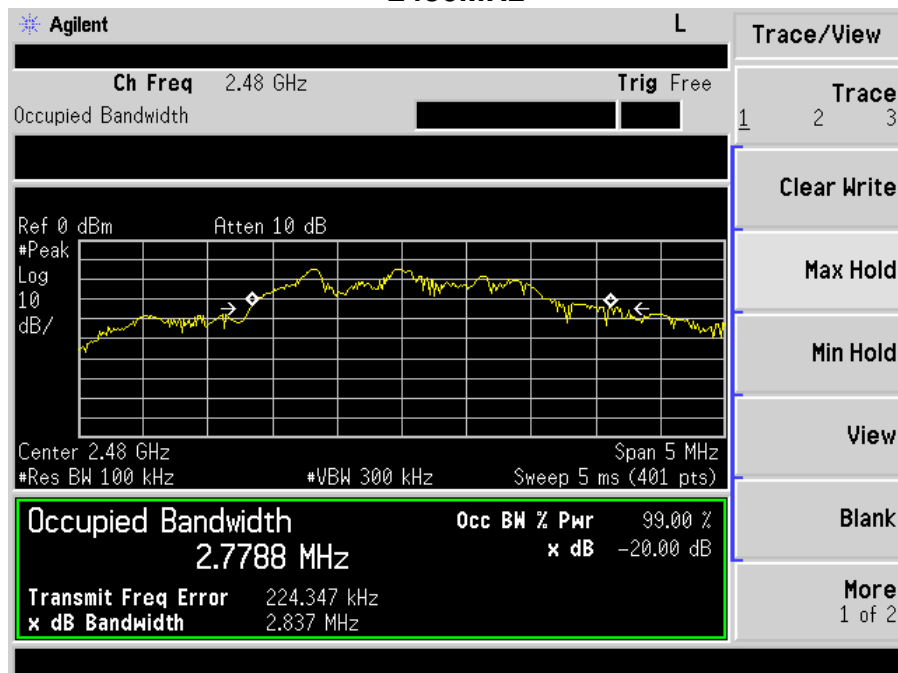 Agilent L
Ch Freq 2.48 GHz Trig Free
Occupied Bandwidth
Ref 0 dBm Atten 10 dB
#Peak
Log
10
dB/
Center 2.48 GHz Span 5 MHz
#Res BW 100 kHz #VBW 300 kHz Sweep 5 ms (401 pts)
Occupied Bandwidth
2.7788 MHz
Occ BW % Pwr 99.00 %
x dB -20.00 dB
Transmit Freq Error 224.347 kHz
x dB Bandwidth 2.837 MHz
Trace/View
Trace
1 2 3
Clear Write
Max Hold
Min Hold
View
Blank
More
1 of 2